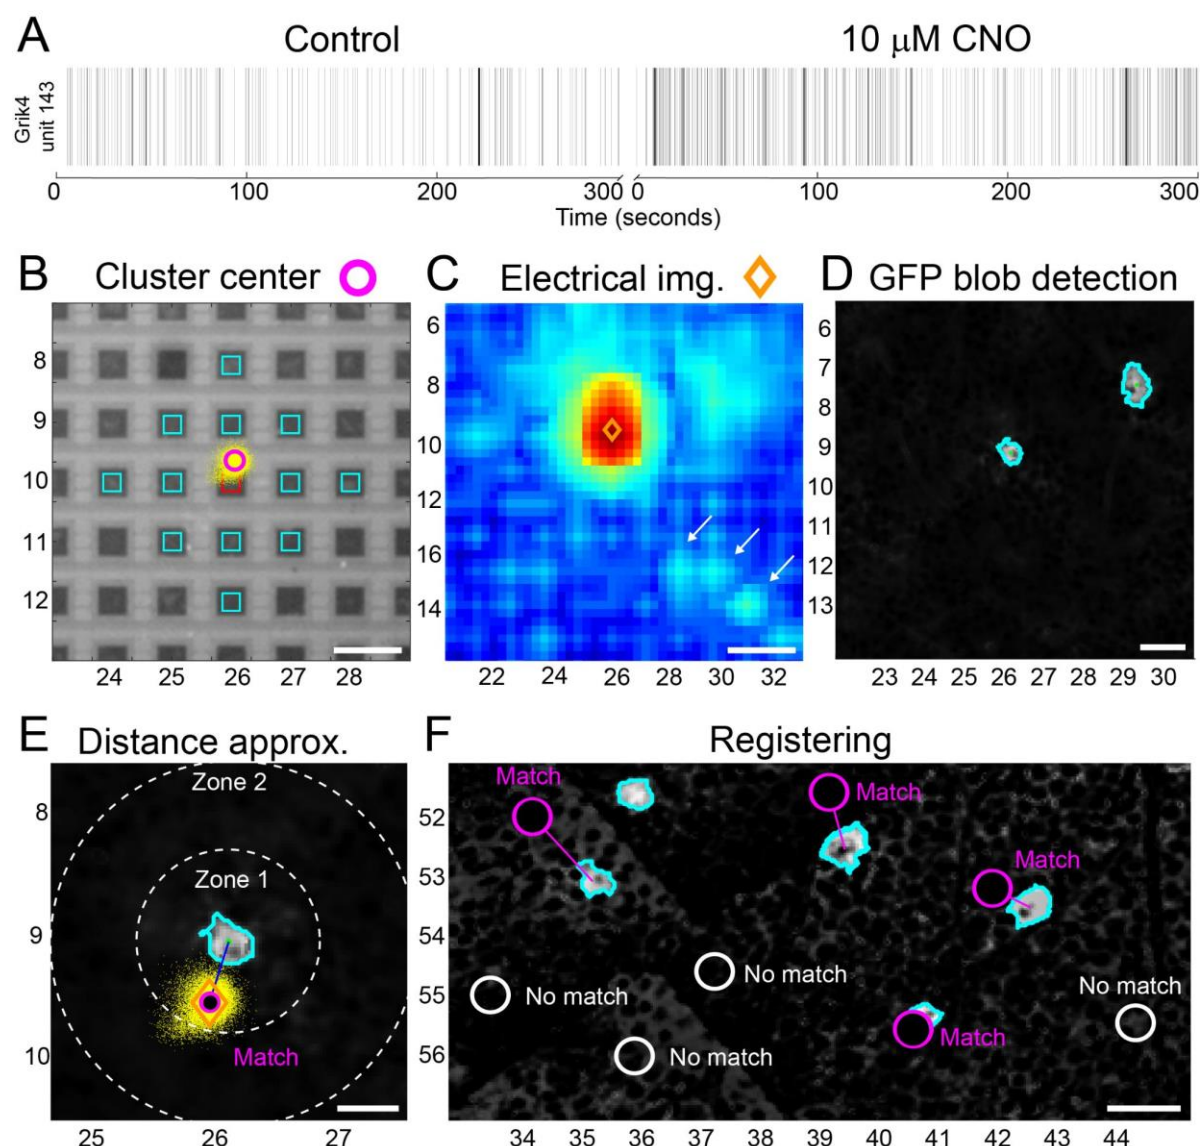 A
Control
10 μM CNO
Grik4
unit 143
0 100 200 300 0 100 200 300
Time (seconds)
B Cluster center
8
9
10
11
12
24 25 26 27 28
C Electrical img.
6
8
10
12
16
14
22 24 26 28 30 32
D GFP blob detection
6
7
8
9
10
11
12
13
23 24 25 26 27 28 29 30
E Distance approx.
Zone 2
Zone 1
Match
8
9
10
25 26 27
F Registering
Match
Match
Match
No match
No match
No match
No match
Match
52
53
54
55
56
34 35 36 37 38 39 40 41 42 43 44